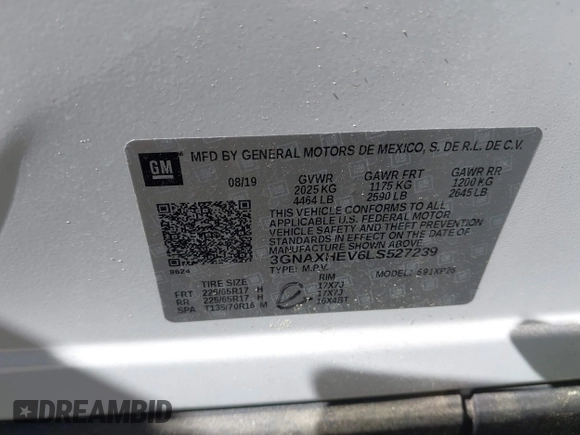 GM
MFD BY GENERAL MOTORS DE MEXICO, S. DE R.L. DE C.V.
08/19 GVWR GAWR FRT GAWR RR
2025 KG 1175 KG 1200 KG
4464 LB 2590 LB 2645 LB
THIS VEHICLE CONFORMS TO ALL
APPLICABLE U.S. FEDERAL MOTOR
VEHICLE SAFETY AND THEFT PREVENTION
STANDARDS IN EFFECT ON THE DATE OF
MANUFACTURE SHOWN ABOVE.
3GNAXHEV6LS527239
TYPE: M.P.V. MODEL: 691XP26
9624
TIRE SIZE RIM
FRT 225/65R17 H 17X7J
RR 225/65R17 H 17X7J
SPA T135/70R16 M 16X4BT
DREAMBID